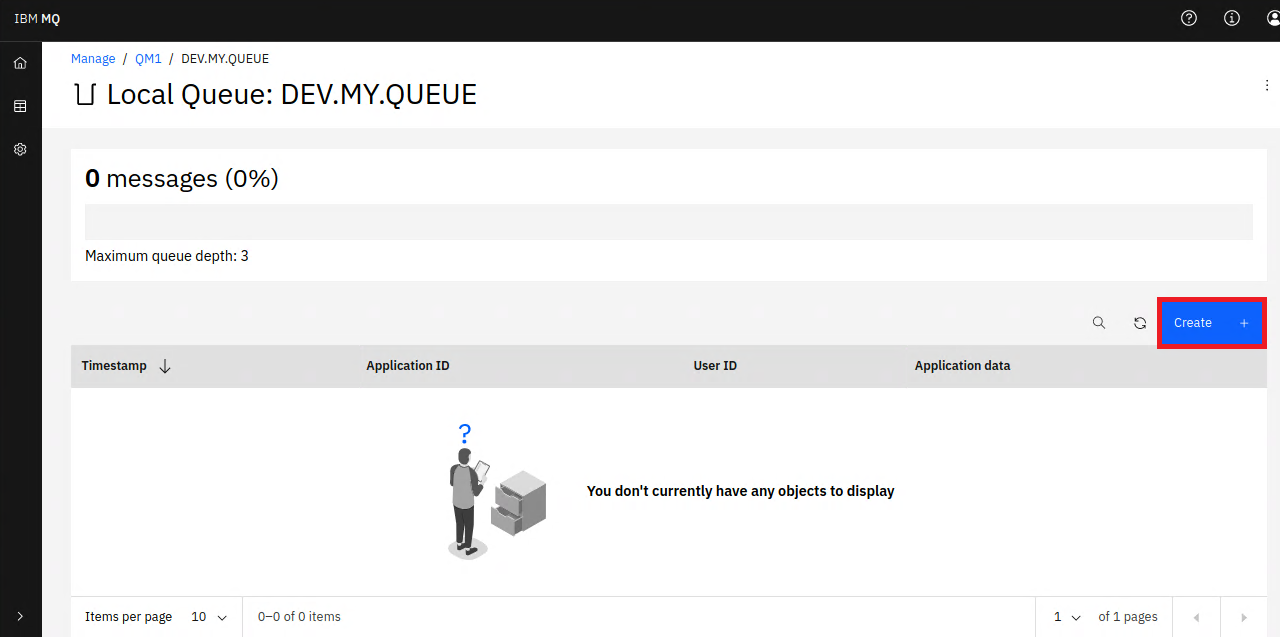 IBM MQ
Manage / QM1 / DEV.MY.QUEUE
Local Queue: DEV.MY.QUEUE
0 messages (0%)
Maximum queue depth: 3
Create +
Timestamp Application ID User ID Application data
?
You don't currently have any objects to display
Items per page 10 0–0 of 0 items 1 of 1 pages